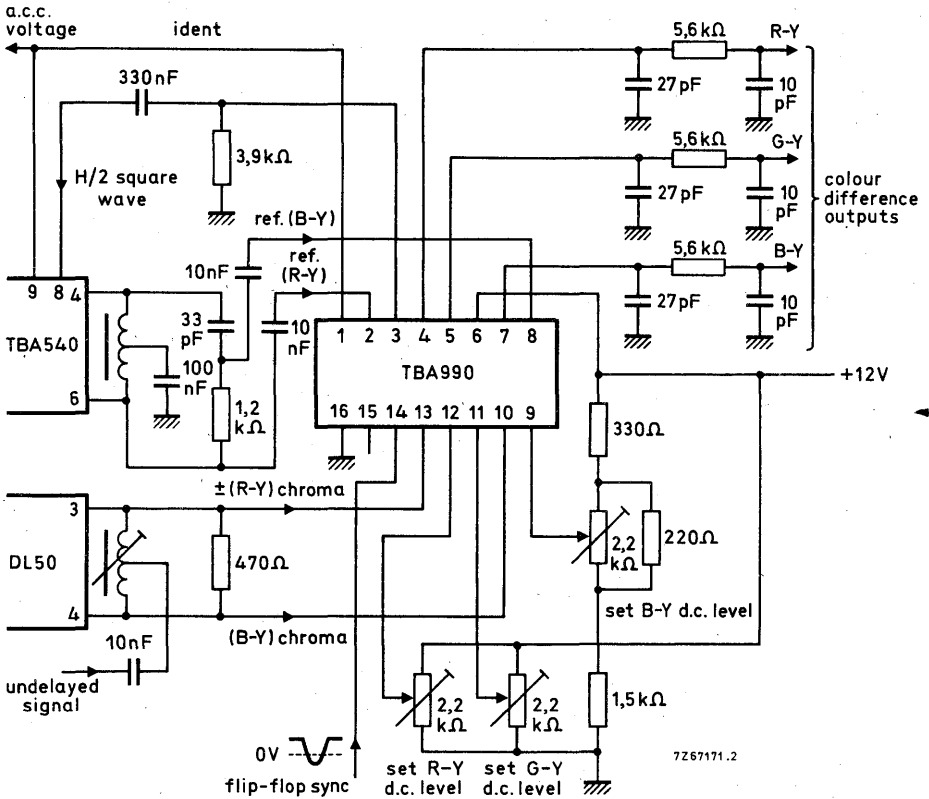 a.c.c.
voltage
ident
330nF
3,9kΩ
H/2 square
wave
ref.(B-Y)
ref.
(R-Y)
10nF
10
nF
5,6kΩ
R-Y
27pF
10
pF
5,6kΩ
G-Y
27pF
10
pF
5,6kΩ
B-Y
27pF
10
pF
colour
difference
outputs
9 8 4
TBA540
6
33
pF
100
nF
1,2
kΩ
1 2 3 4 5 6 7 8
TBA990
16 15 14 13 12 11 10 9
+12V
330Ω
2,2
kΩ
220Ω
set B-Y d.c. level
±(R-Y) chroma
3
DL50
4
470Ω
(B-Y) chroma
10nF
undelayed
signal
2,2
kΩ
2,2
kΩ
1,5kΩ
0V
flip-flop sync
set R-Y
d.c. level
set G-Y
d.c. level
7Z67171.2